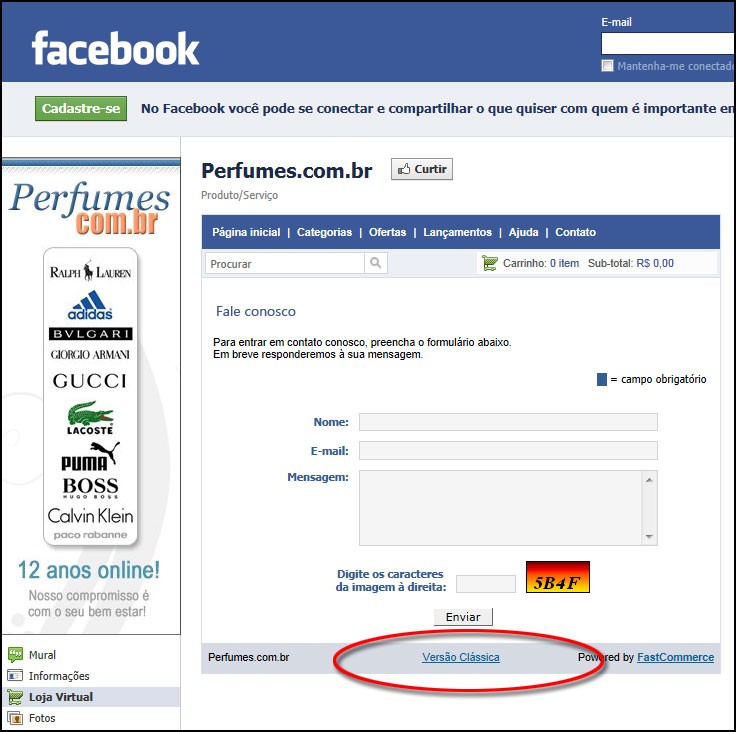 facebook
E-mail
Mantenha-me conectado
Cadastre-se
No Facebook você pode se conectar e compartilhar o que quiser com quem é importante em
Perfumes
com.br
RALPH LAUREN
adidas
BVLGARI
GIORGIO ARMANI
GUCCI
LACOSTE
PUMA
BOSS
HUGO BOSS
Calvin Klein
paco rabanne
12 anos online!
Nosso compromisso é
com o seu bem estar!
Mural
Informações
Loja Virtual
Fotos
Perfumes.com.br
Curtir
Produto/Serviço
Página inicial | Categorias | Ofertas | Lançamentos | Ajuda | Contato
Procurar
Carrinho: 0 item Sub-total: R$ 0,00
Fale conosco
Para entrar em contato conosco, preencha o formulário abaixo.
Em breve responderemos à sua mensagem.
= campo obrigatório
Nome:
E-mail:
Mensagem:
Digite os caracteres
da imagem à direita:
5B4F
Enviar
Perfumes.com.br Versão Clássica Powered by FastCommerce